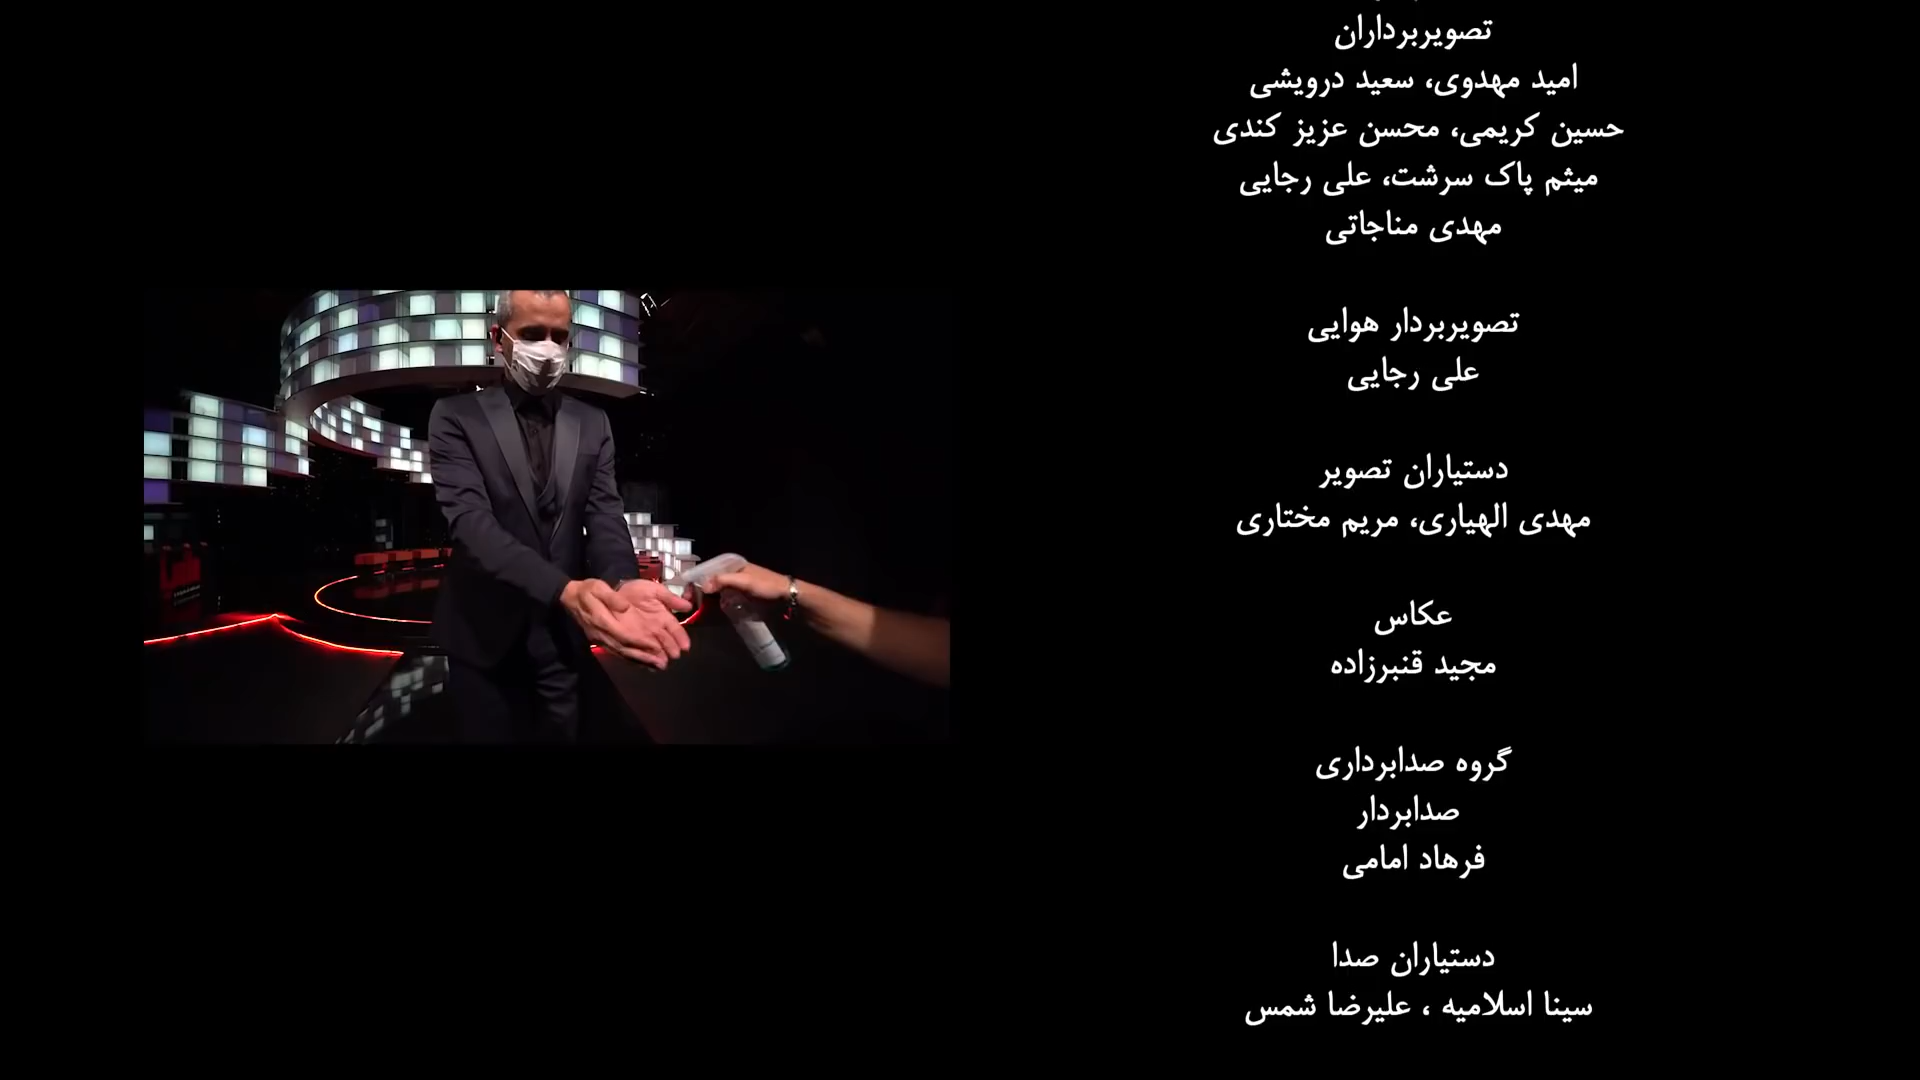 تصویربرداران
امید مهدوی، سعید درویشی
حسین کریمی، محسن عزیز کندی
میثم پاک سرشت، علی رجایی
مهدی مناجاتی
تصویربردار هوایی
علی رجایی
دستیاران تصویر
مهدی الهیاری، مریم مختاری
عکاس
مجید قنبرزاده
گروه صدابرداری
صدابردار
فرهاد امامی
دستیاران صدا
سینا اسلامیه ، علیرضا شمس